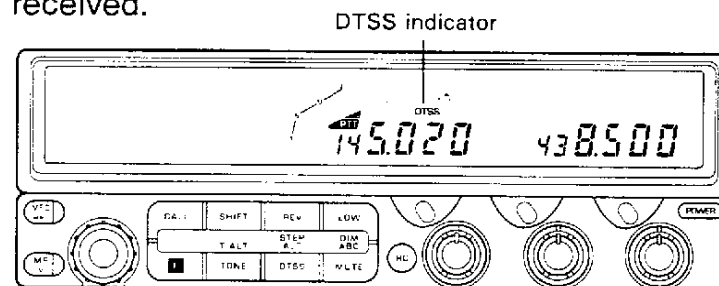 received.
DTSS indicator
DTSS
PTT
145.020 438.500
POWER
CALL SHIFT REV LOW
T.ALT STEP ALT DIM ABC
F TONE DTSS MUTE